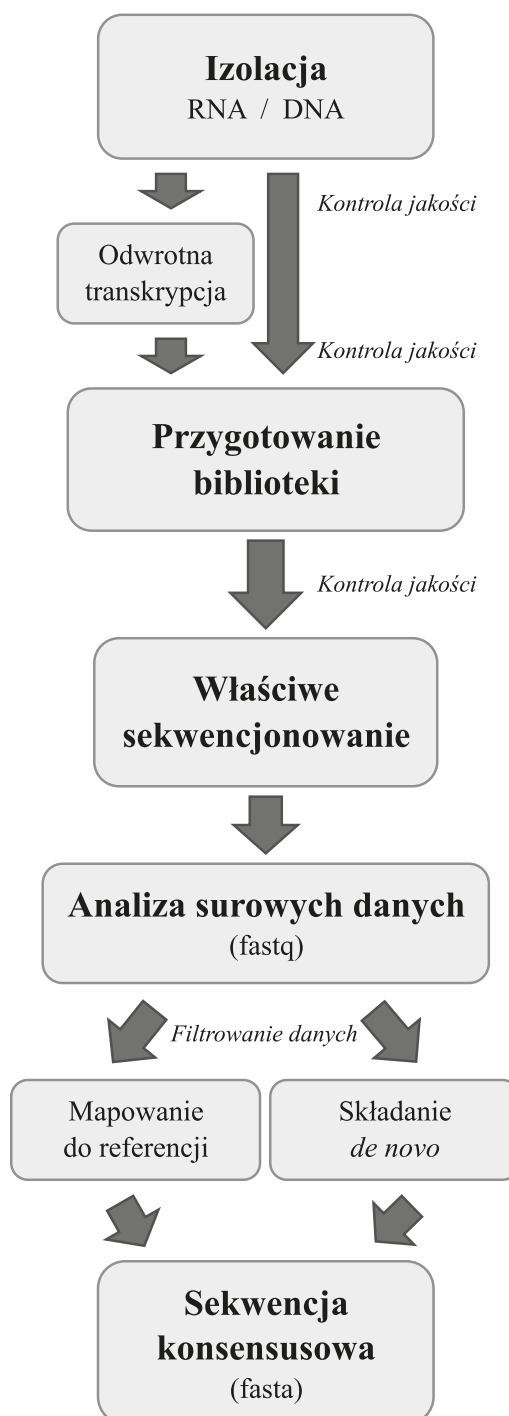 Izolacja
RNA / DNA
Kontrola jakości
Odwrotna
transkrypcja
Kontrola jakości
Przygotowanie
biblioteki
Kontrola jakości
Właściwe
sekwencjonowanie
Analiza surowych danych
(fastq)
Filtrowanie danych
Mapowanie
do referencji
Składanie
de novo
Sekwencja
konsensusowa
(fasta)